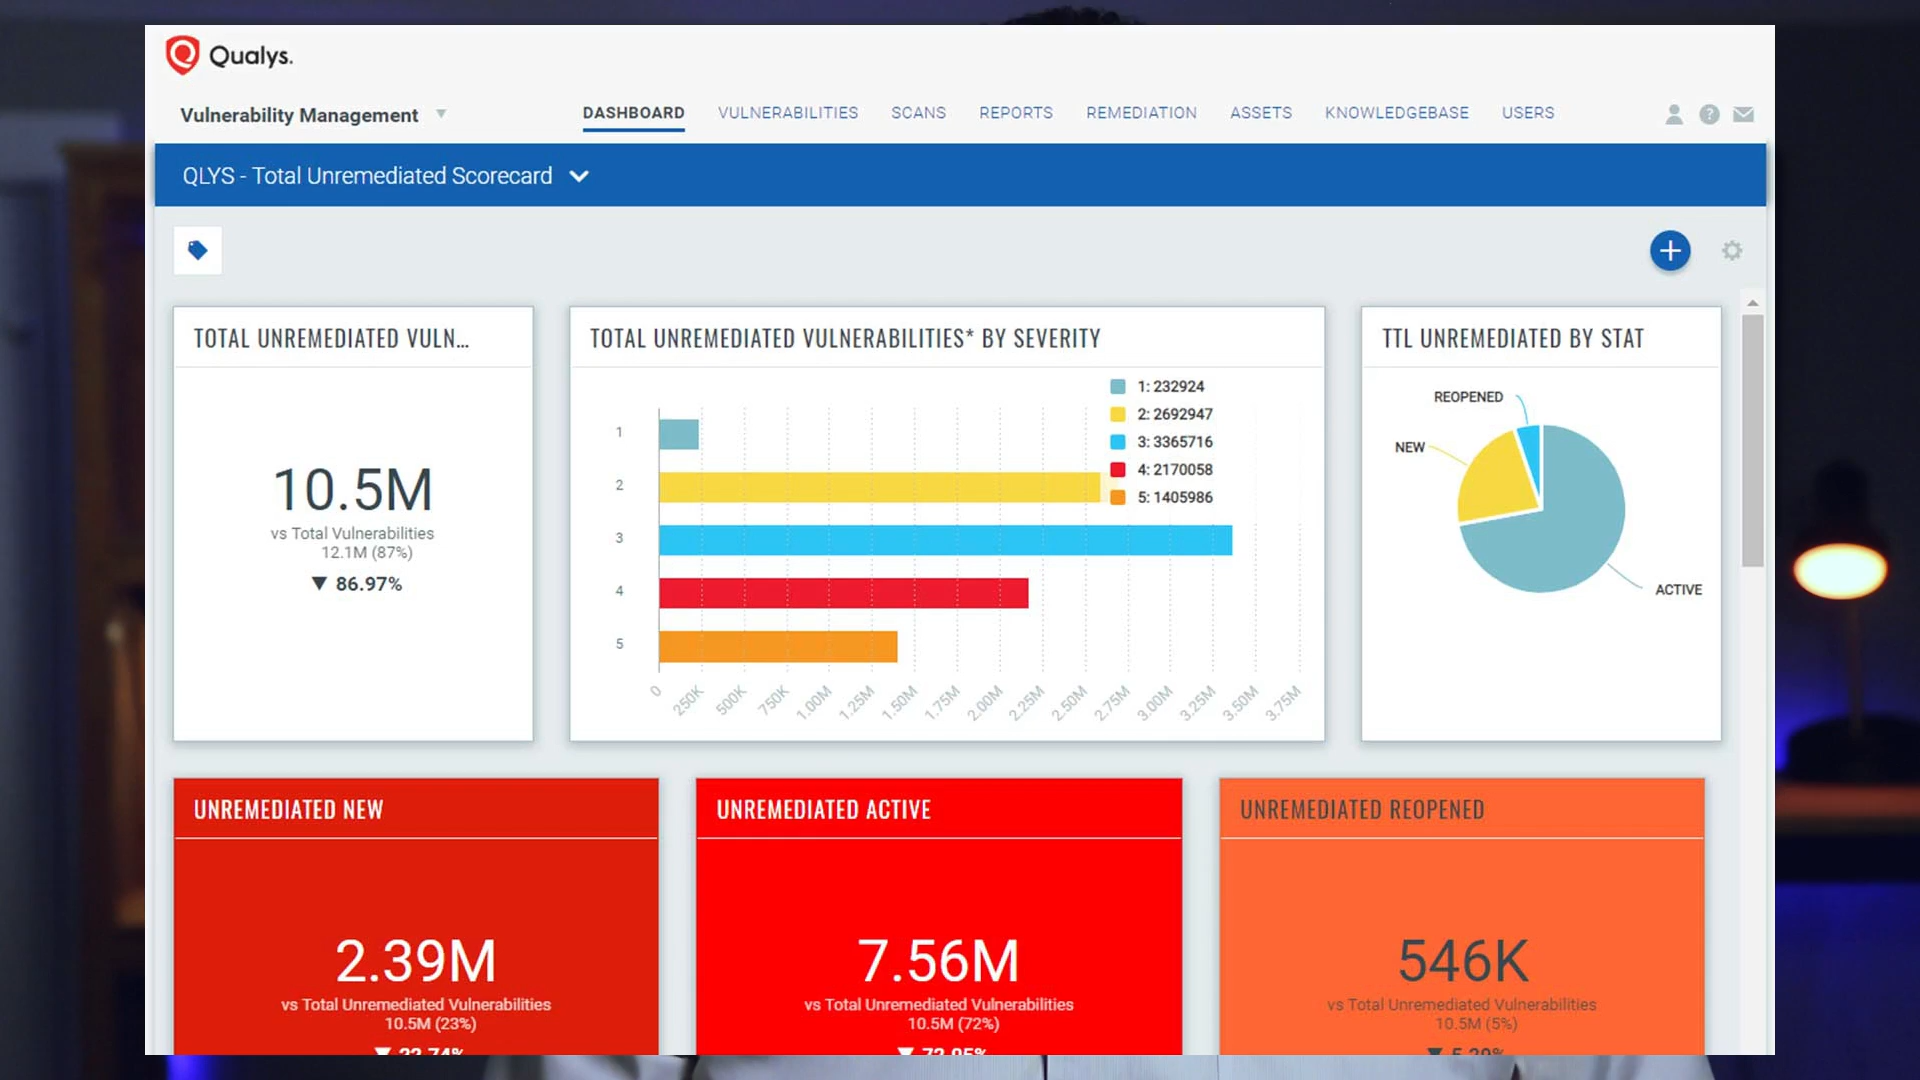 Qualys.
Vulnerability Management
DASHBOARD
VULNERABILITIES
SCANS
REPORTS
REMEDIATION
ASSETS
KNOWLEDGEBASE
USERS
QLYS - Total Unremediated Scorecard
TOTAL UNREMEDIATED VULN...
10.5M
vs Total Vulnerabilities
12.1M (87%)
▼ 86.97%
TOTAL UNREMEDIATED VULNERABILITIES* BY SEVERITY
1: 232924
2: 2692947
3: 3365716
4: 2170058
5: 1405986
1
2
3
4
5
0
250K
500K
750K
1.00M
1.25M
1.50M
1.75M
2.00M
2.25M
2.50M
2.75M
3.00M
3.25M
3.50M
3.75M
TTL UNREMEDIATED BY STAT
REOPENED
NEW
ACTIVE
UNREMEDIATED NEW
2.39M
vs Total Unremediated Vulnerabilities
10.5M (23%)
UNREMEDIATED ACTIVE
7.56M
vs Total Unremediated Vulnerabilities
10.5M (72%)
UNREMEDIATED REOPENED
546K
vs Total Unremediated Vulnerabilities
10.5M (5%)